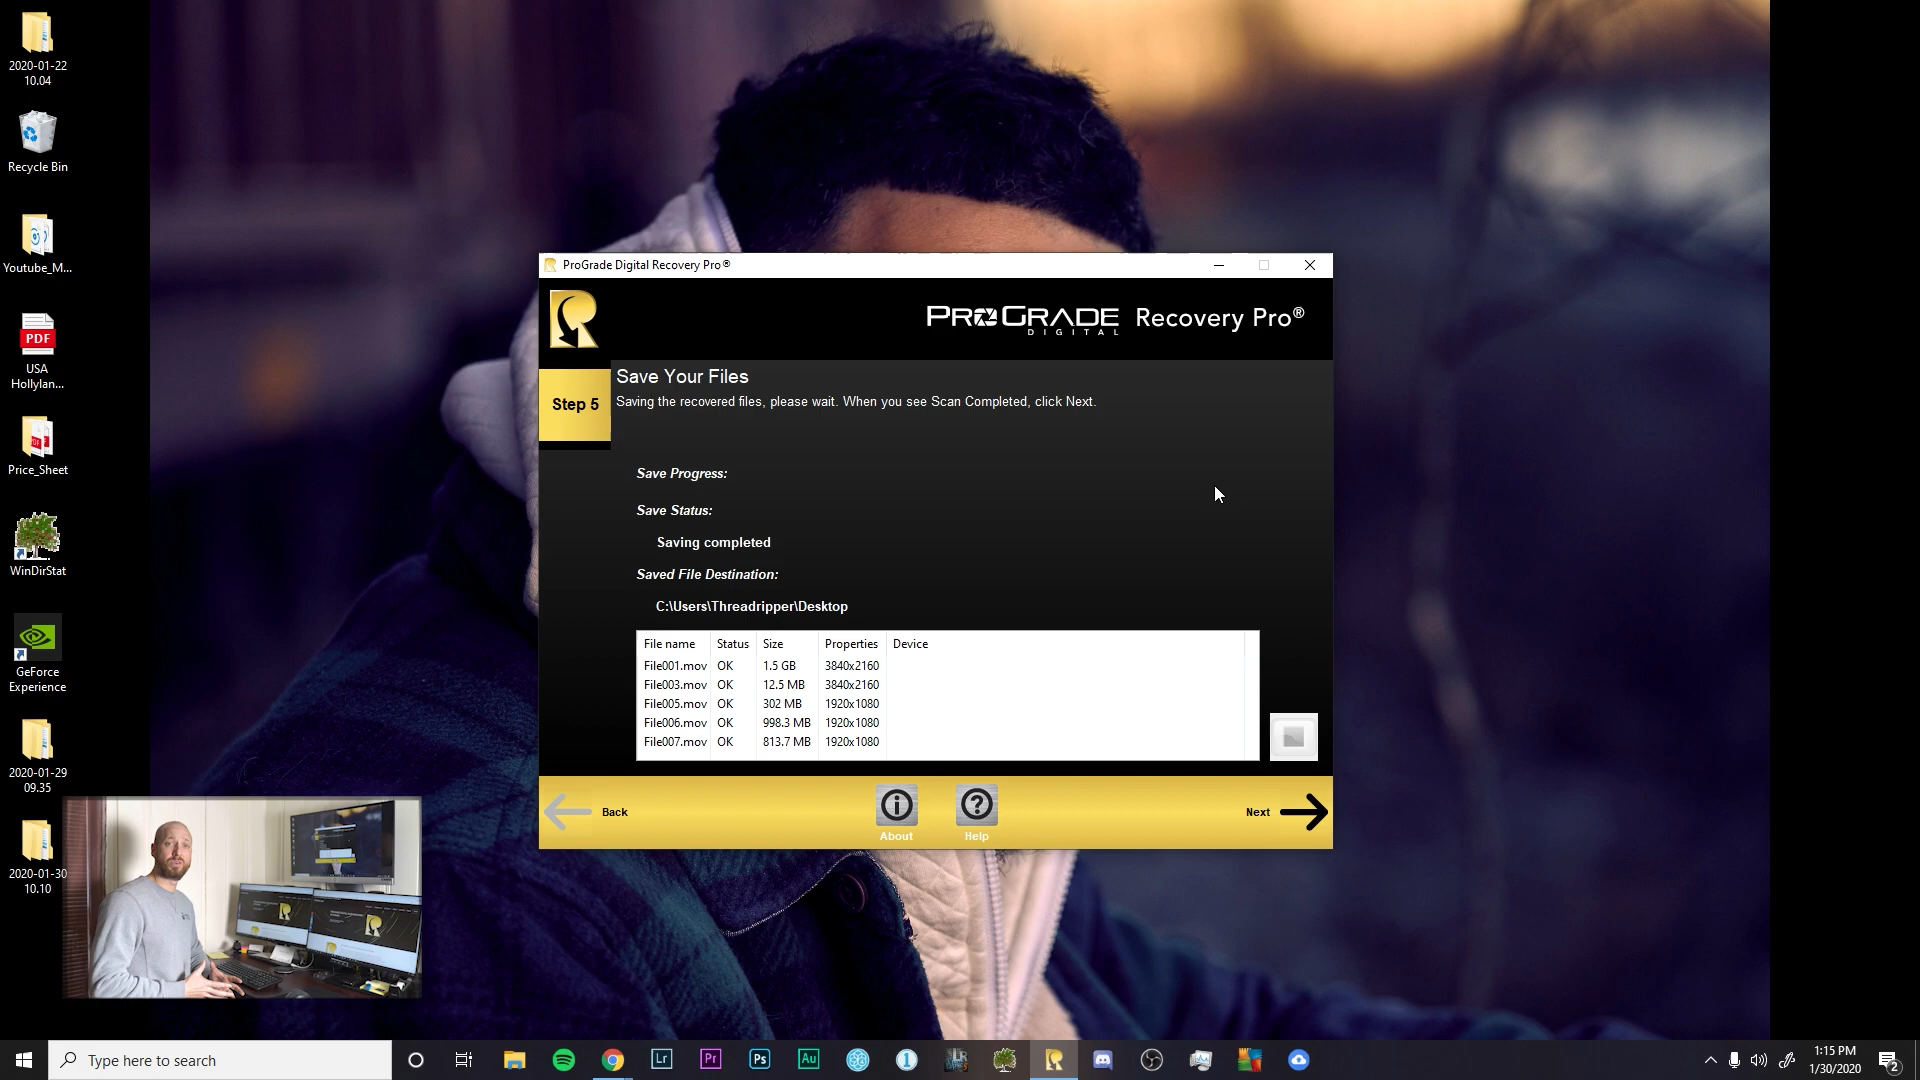 2020-01-22
10.04
Recycle Bin
Youtube_M...
PDF
USA
Hollylan...
Price_Sheet
WinDirStat
GeForce
Experience
2020-01-29
09.35
2020-01-30
10.10
ProGrade Digital Recovery Pro®
PROGRADE
DIGITAL
Recovery Pro®
Step 5
Save Your Files
Saving the recovered files, please wait. When you see Scan Completed, click Next.
Save Progress:
Save Status:
Saving completed
Saved File Destination:
C:\Users\Threadripper\Desktop
File name Status Size Properties Device
File001.mov OK 1.5 GB 3840x2160
File003.mov OK 12.5 MB 3840x2160
File005.mov OK 302 MB 1920x1080
File006.mov OK 998.3 MB 1920x1080
File007.mov OK 813.7 MB 1920x1080
Back
About
Help
Next
Type here to search
Lr
Pr
Ps
Au
1:15 PM
1/30/2020
2